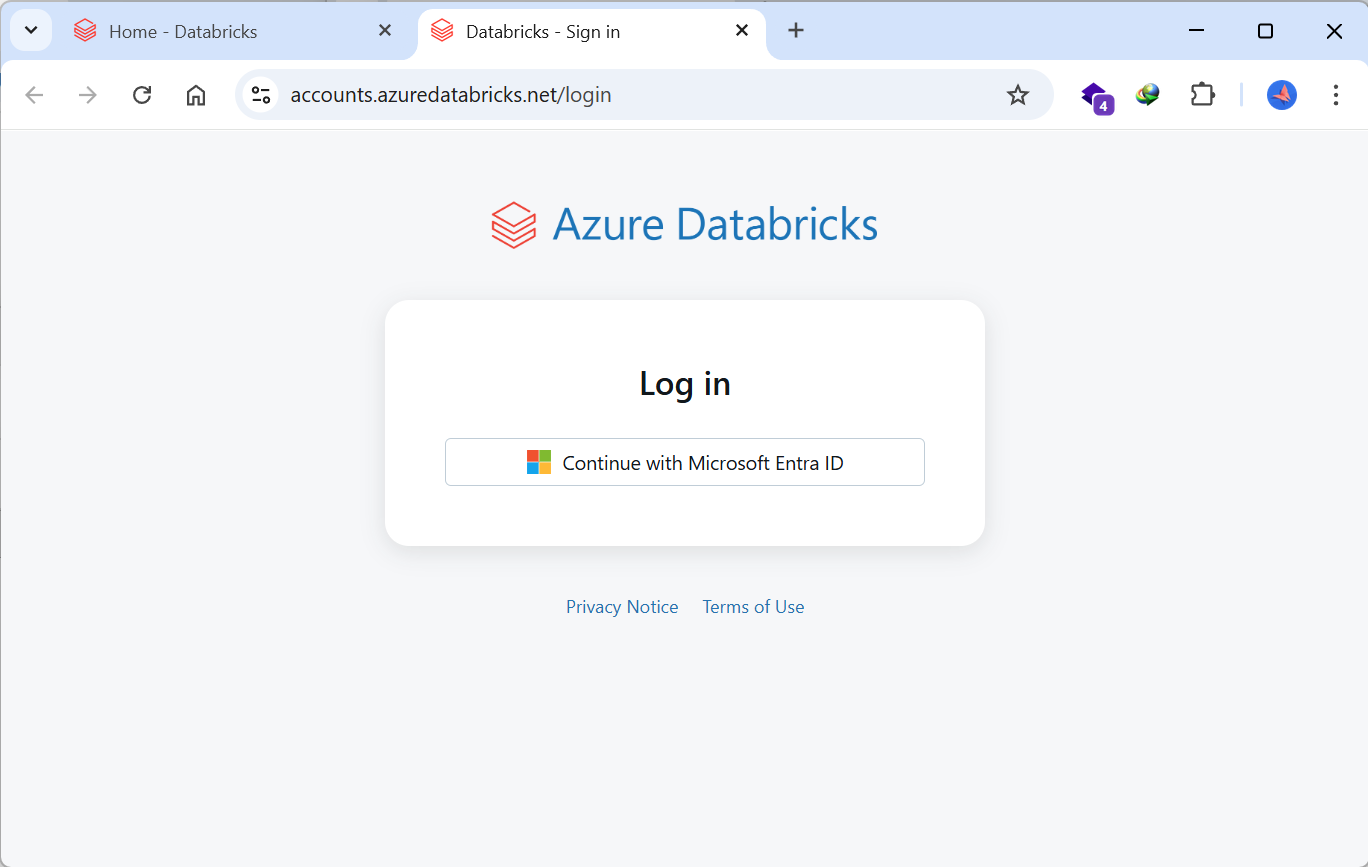 Home - Databricks
Databricks - Sign in
accounts.azuredatabricks.net/login
4
Azure Databricks
Log in
Continue with Microsoft Entra ID
Privacy Notice Terms of Use